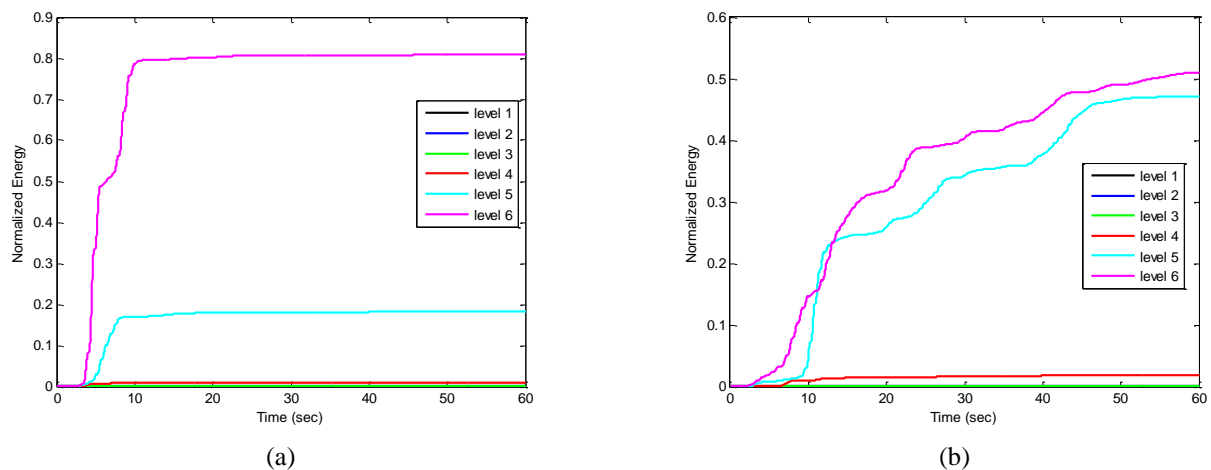 0.9
0.8
0.7
0.6
0.5
0.4
0.3
0.2
0.1
0
Normalized Energy
level 1
level 2
level 3
level 4
level 5
level 6
0 10 20 30 40 50 60
Time (sec)
(a)
0.6
0.5
0.4
0.3
0.2
0.1
0
Normalized Energy
level 1
level 2
level 3
level 4
level 5
level 6
0 10 20 30 40 50 60
Time (sec)
(b)